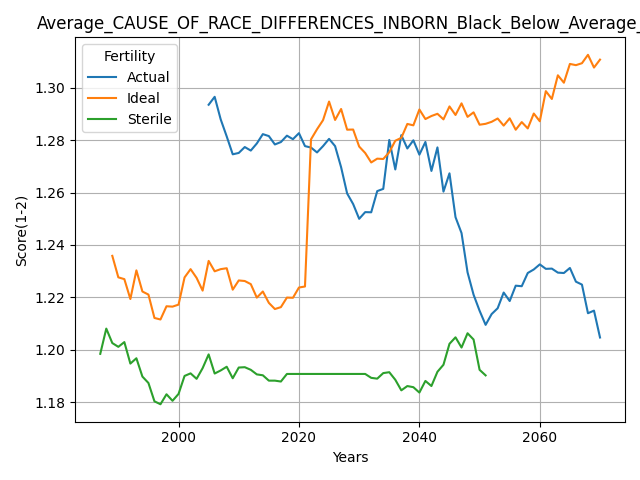 Average_CAUSE_OF_RACE_DIFFERENCES_INBORN_Black_Below_Average_
Fertility
Actual
Ideal
Sterile
Score(1-2)
1.30
1.28
1.26
1.24
1.22
1.20
1.18
2000
2020
2040
2060
Years